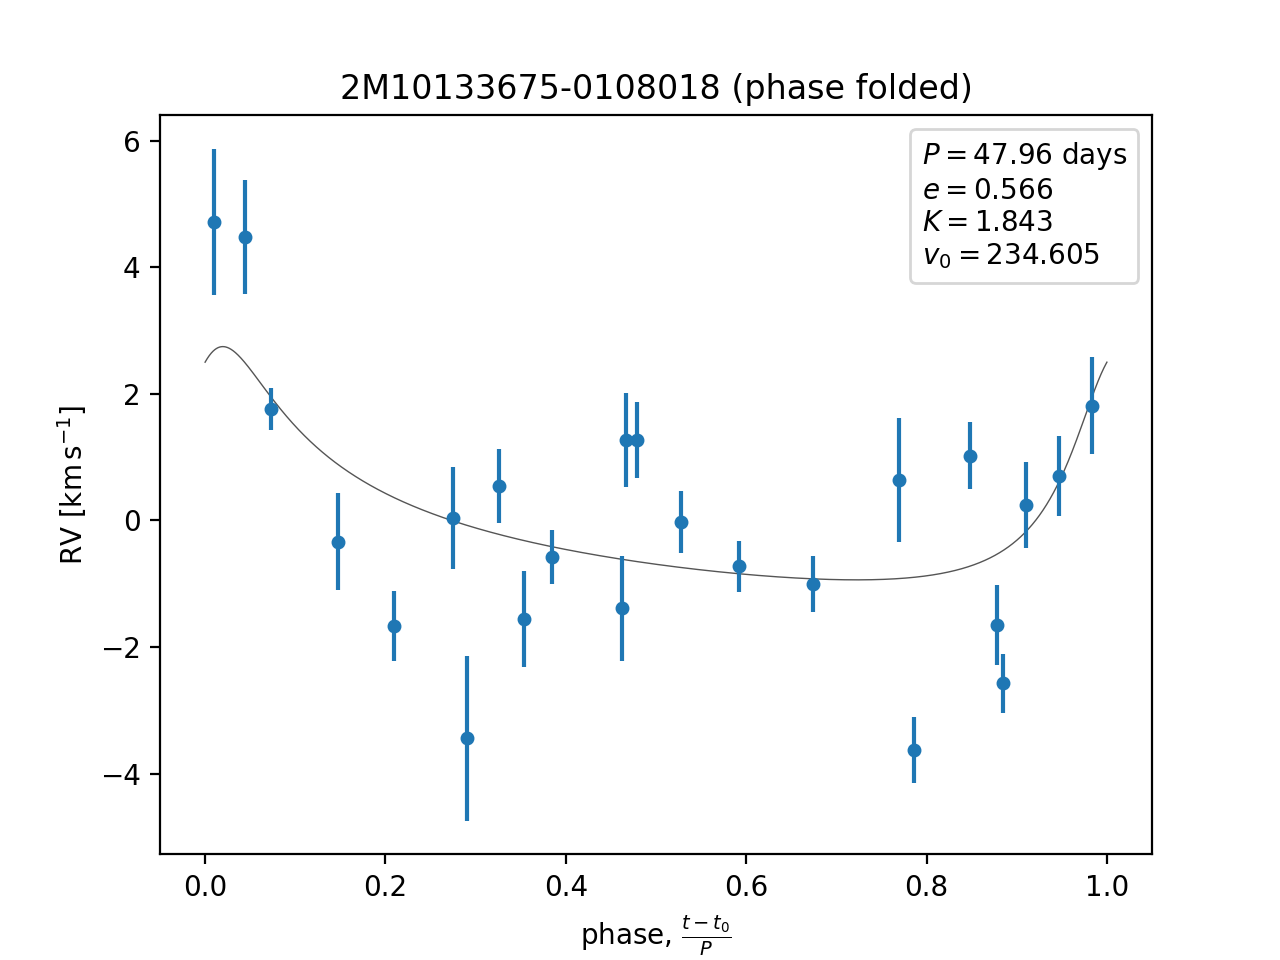 2M10133675-0108018 (phase folded)
P = 47.96 days
e = 0.566
K = 1.843
v₀ = 234.605
RV [km s⁻¹]
6
4
2
0
−2
−4
0.0 0.2 0.4 0.6 0.8 1.0
phase, (t − t₀)/P